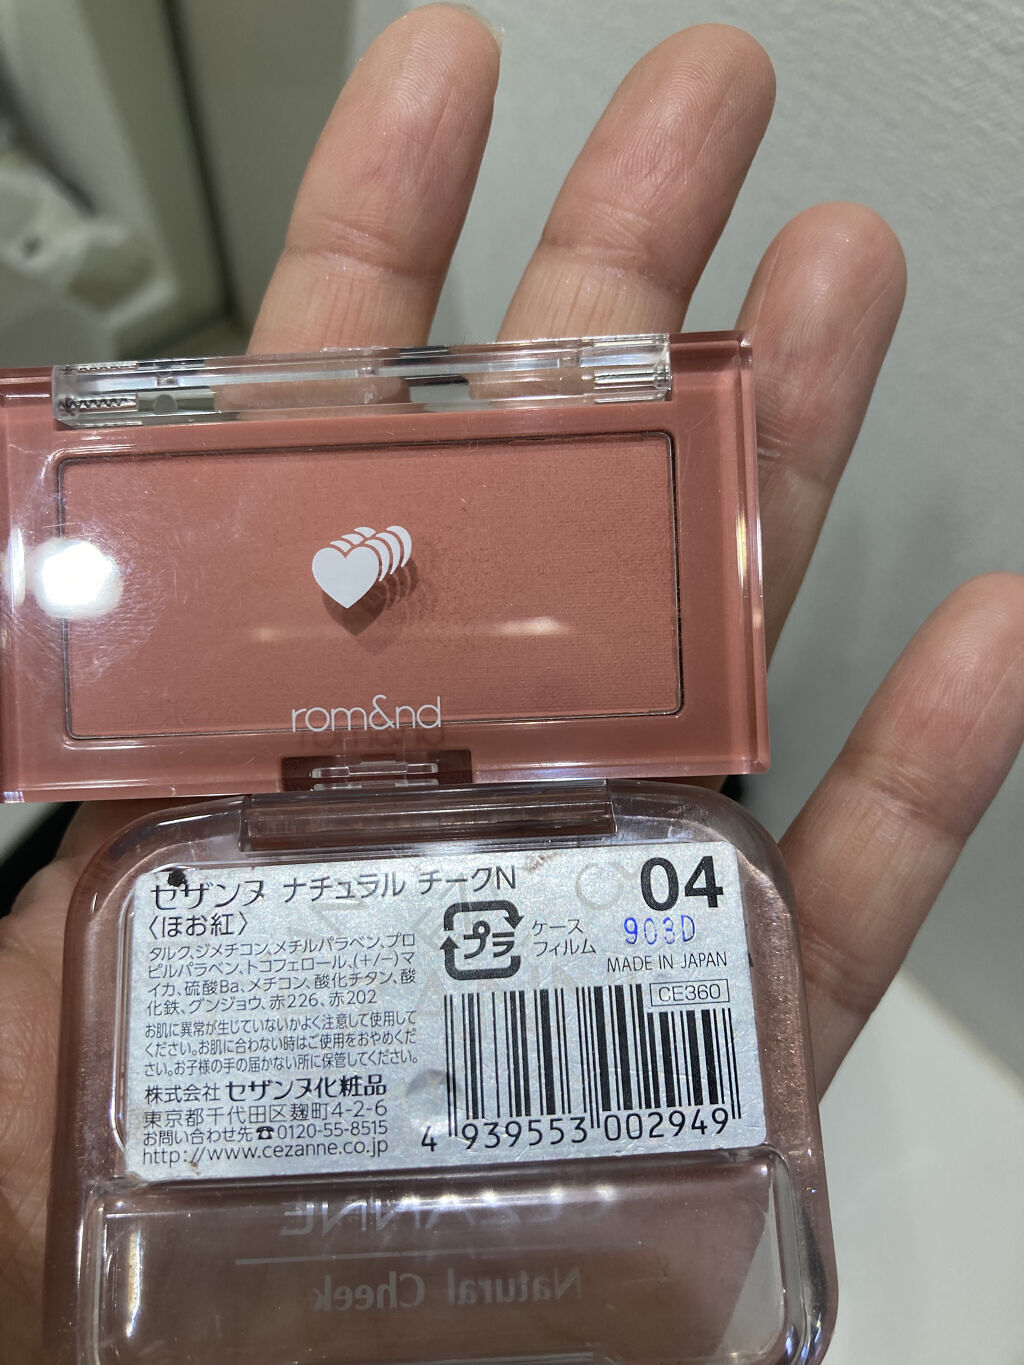 rom&nd
セザンヌ ナチュラル チークN
〈ほお紅〉
04
ケース
フィルム
プラ
903D
MADE IN JAPAN
CE360
タルク、ジメチコン、メチルパラベン、プロ
ピルパラベン、トコフェロール、(+/−)マ
イカ、硫酸Ba、メチコン、酸化チタン、酸
化鉄、グンジョウ、赤226、赤202
お肌に異常が生じていないかよく注意して使用して
ください。お肌に合わない時はご使用をおやめくだ
さい。お子様の手の届かない所に保管してください。
株式会社 セザンヌ化粧品
東京都千代田区麹町4-2-6
お問い合わせ先☎0120-55-8515
http://www.cezanne.co.jp
4 939553 002949
CEZANNE
Natural Cheek